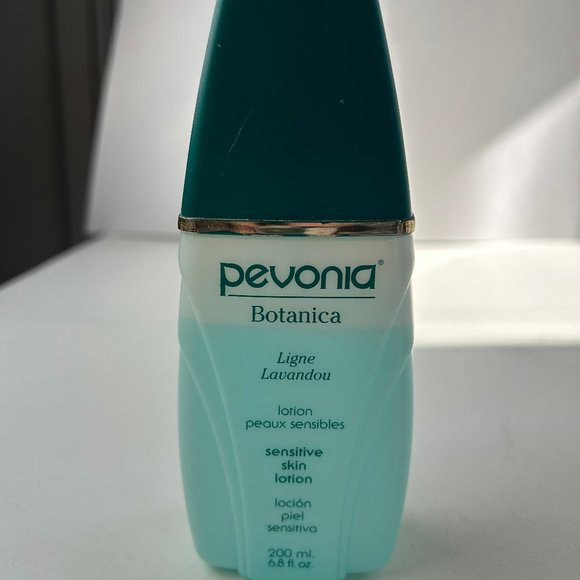 pevonia®
Botanica
Ligne
Lavandou
lotion
peaux sensibles
sensitive
skin
lotion
loción
piel
sensitiva
200 ml.
6.8 fl. oz